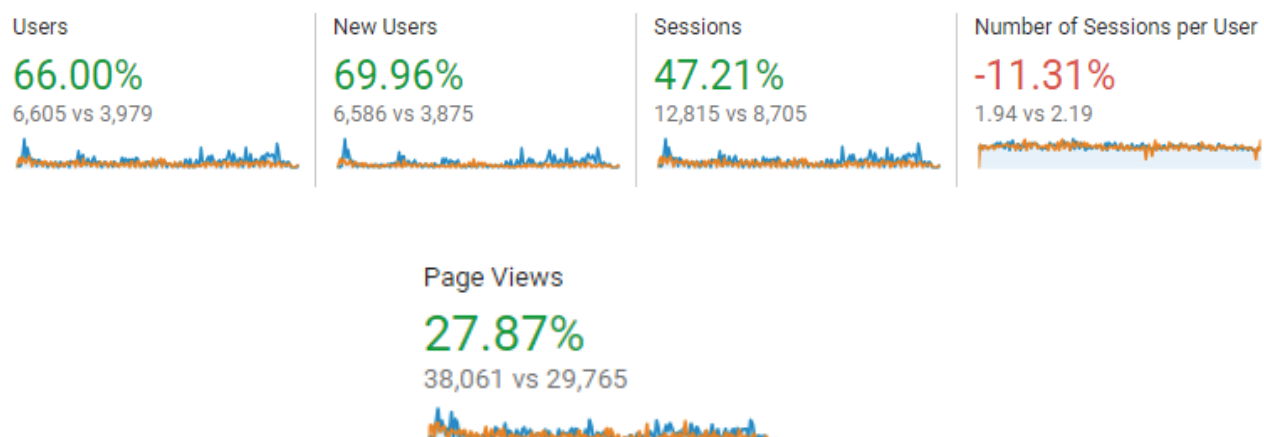 Users
66.00%
6,605 vs 3,979
New Users
69.96%
6,586 vs 3,875
Sessions
47.21%
12,815 vs 8,705
Number of Sessions per User
-11.31%
1.94 vs 2.19
Page Views
27.87%
38,061 vs 29,765